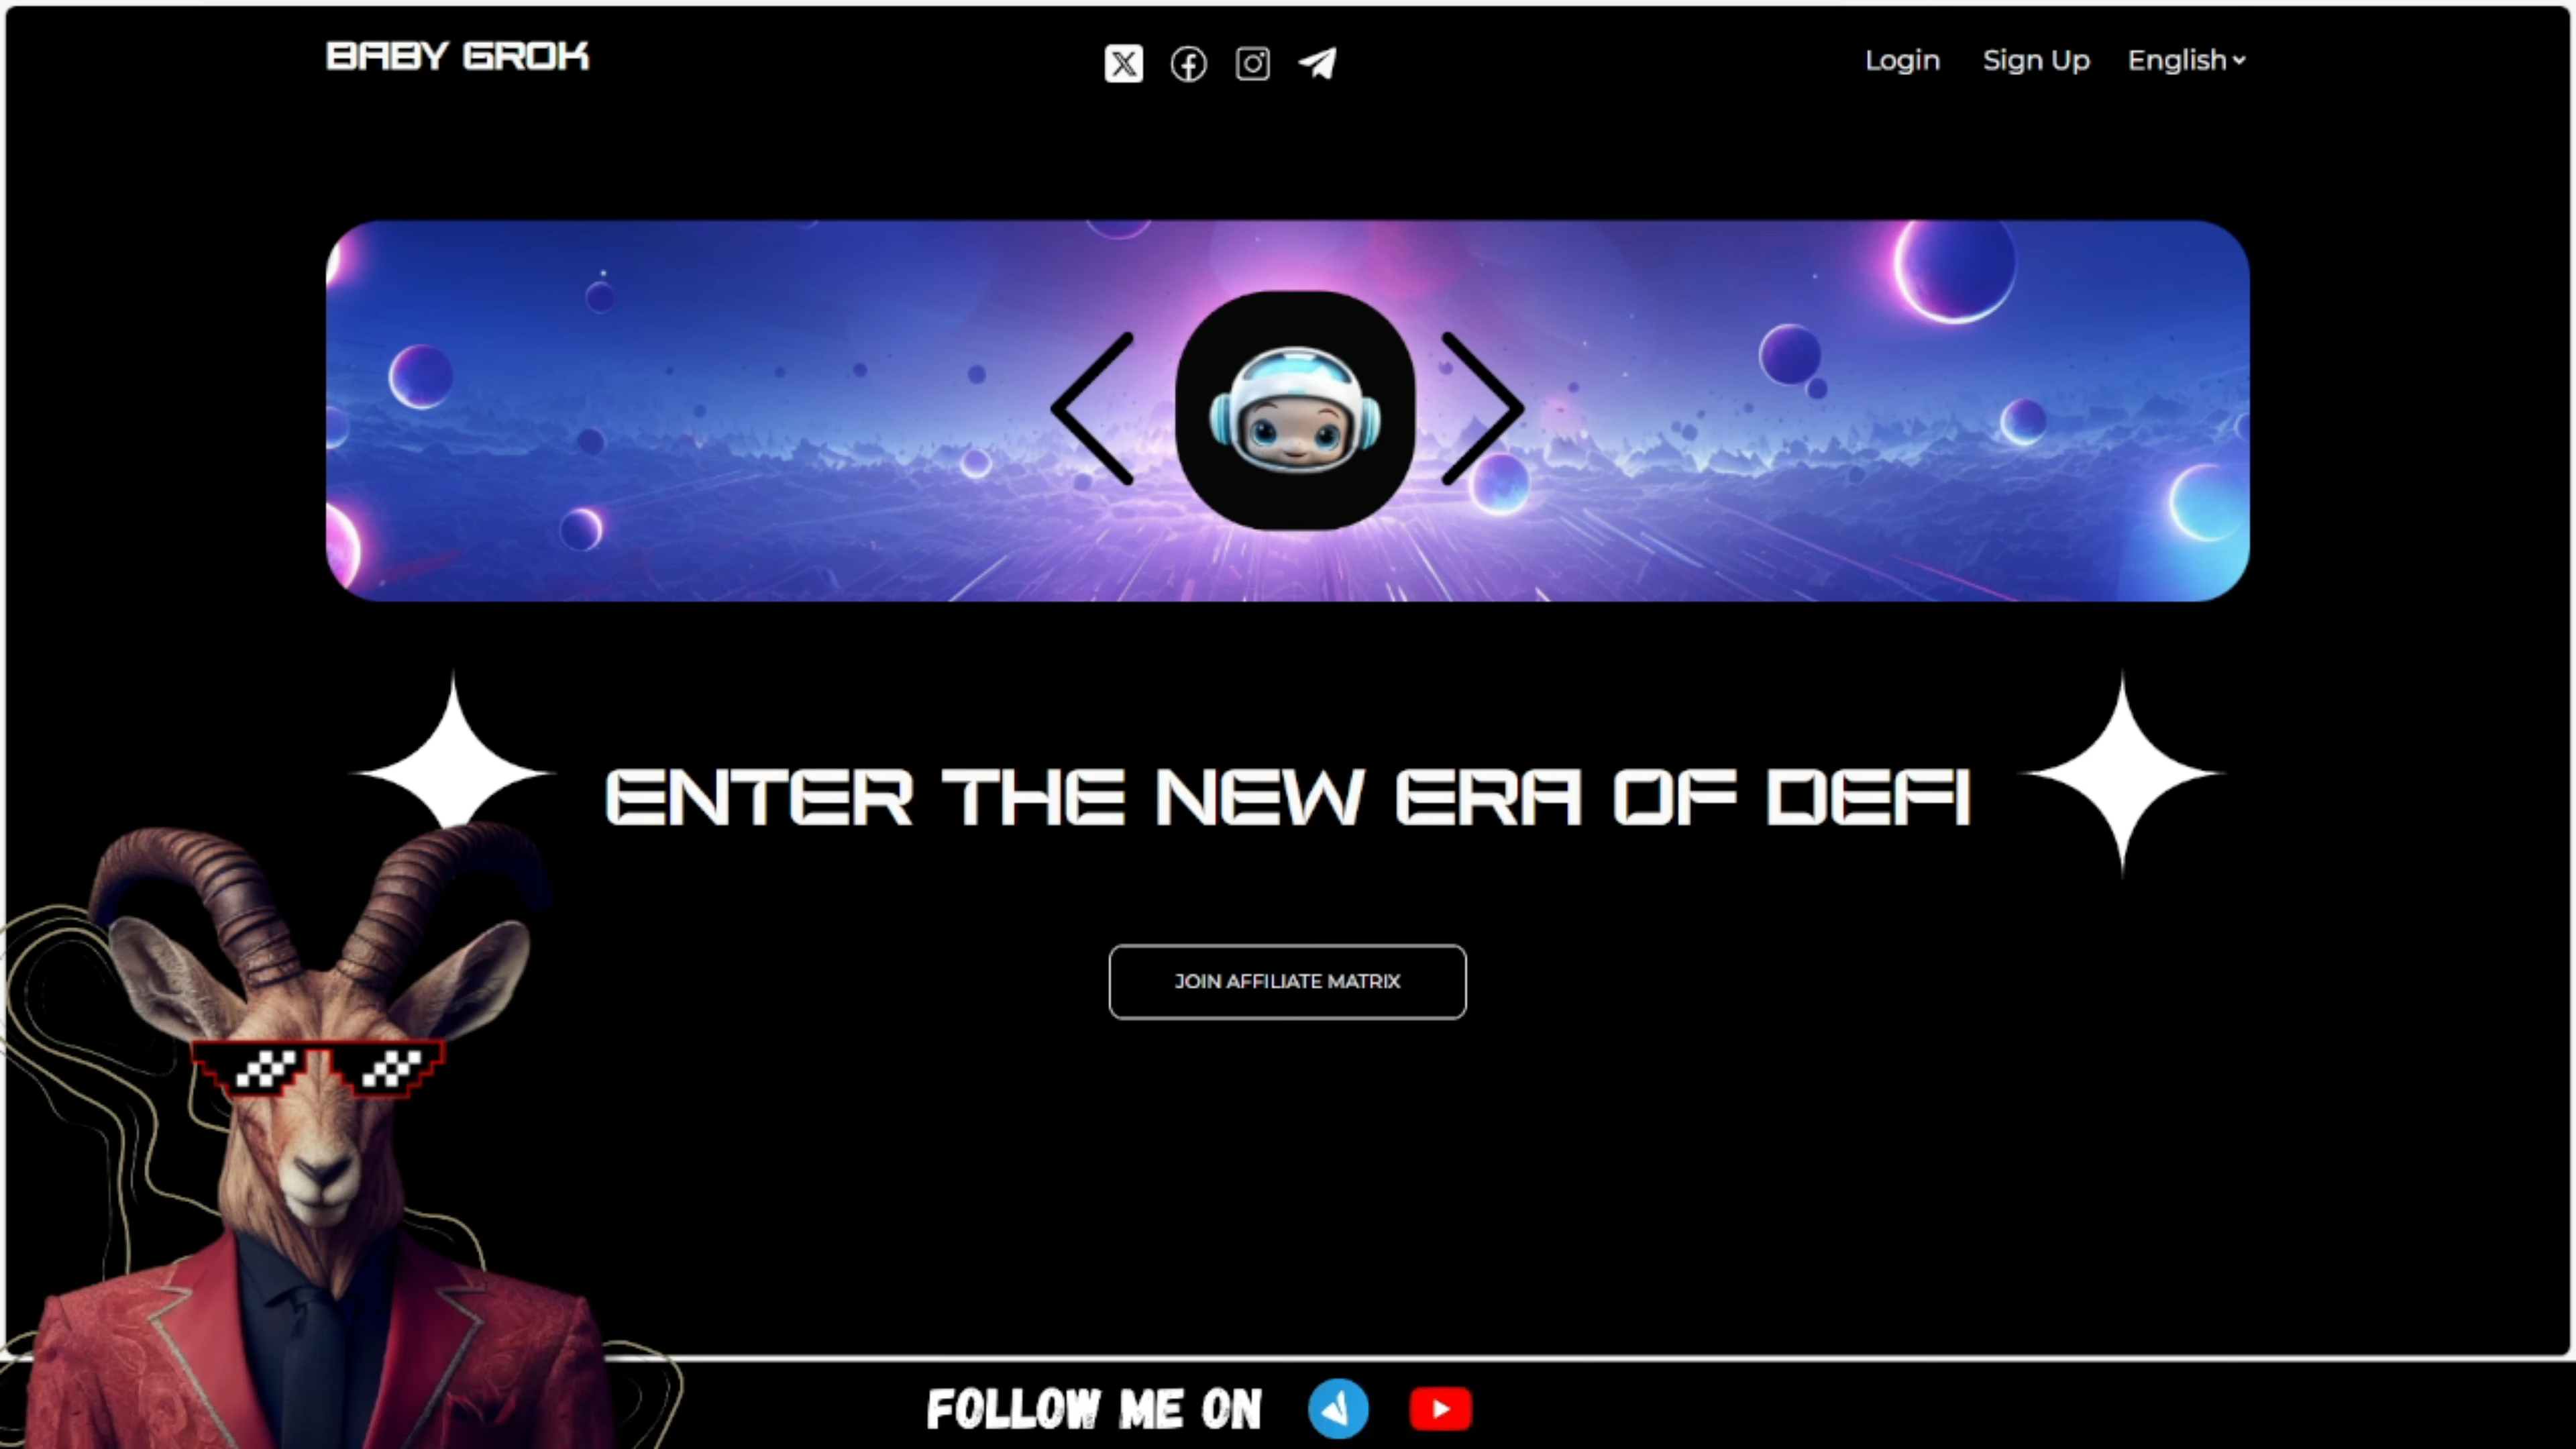 BABY GROK
Login Sign Up English
ENTER THE NEW ERA OF DEFI
JOIN AFFILIATE MATRIX
FOLLOW ME ON